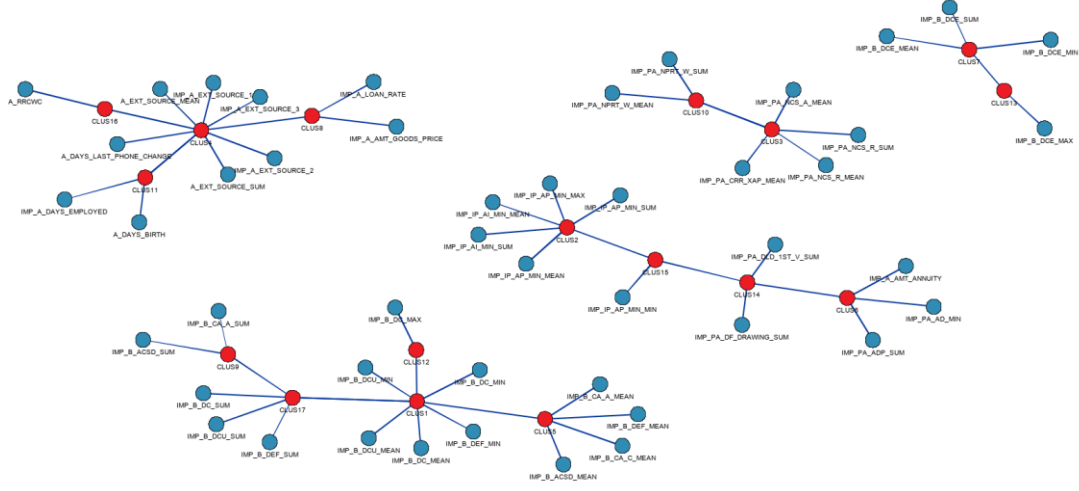 IMP_B_DCE_SUM
IMP_B_DCE_MEAN
IMP_B_DCE_MIN
CLUS7
CLUS13
IMP_B_DCE_MAX
A_RRCWC
CLUS16
A_EXT_SOURCE_MEAN
IMP_A_EXT_SOURCE_1
IMP_A_EXT_SOURCE_3
IMP_A_LOAN_RATE
CLUS8
IMP_A_AMT_GOODS_PRICE
CLUS4
A_DAYS_LAST_PHONE_CHANGE
IMP_A_EXT_SOURCE_2
A_EXT_SOURCE_SUM
CLUS11
IMP_A_DAYS_EMPLOYED
A_DAYS_BIRTH
IMP_PA_NPRT_W_SUM
IMP_PA_NPRT_W_MEAN
CLUS10
IMP_PA_NCS_A_MEAN
CLUS3
IMP_PA_NCS_R_SUM
IMP_PA_CRR_XAP_MEAN
IMP_PA_NCS_R_MEAN
IMP_IP_AP_MIN_MAX
IMP_IP_AI_MIN_MEAN
IMP_IP_AP_MIN_SUM
CLUS2
IMP_IP_AI_MIN_SUM
IMP_IP_AP_MIN_MEAN
CLUS15
IMP_IP_AP_MIN_MIN
IMP_PA_DLD_1ST_V_SUM
CLUS14
IMP_PA_DF_DRAWING_SUM
IMP_A_AMT_ANNUITY
IMP_PA_AD_MIN
IMP_PA_ADP_SUM
IMP_B_CA_A_SUM
IMP_B_ACSD_SUM
CLUS9
IMP_B_DC_MAX
CLUS12
IMP_B_DCU_MIN
IMP_B_DC_MIN
IMP_B_DC_SUM
CLUS17
CLUS1
IMP_B_DCU_SUM
IMP_B_DEF_SUM
IMP_B_DCU_MEAN
IMP_B_DC_MEAN
IMP_B_DEF_MIN
IMP_B_CA_A_MEAN
IMP_B_DEF_MEAN
IMP_B_CA_C_MEAN
IMP_B_ACSD_MEAN